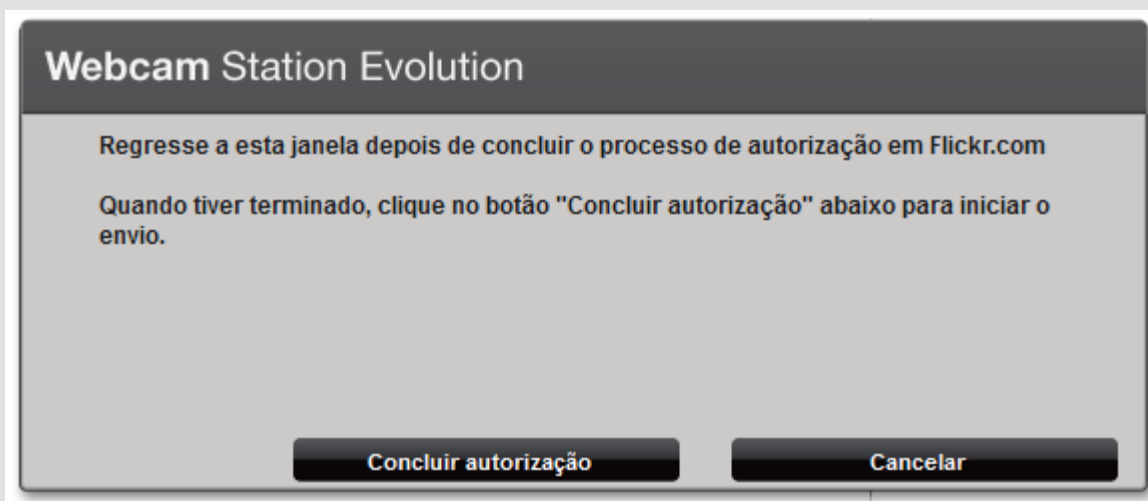 Webcam Station Evolution
Regresse a esta janela depois de concluir o processo de autorização em Flickr.com
Quando tiver terminado, clique no botão "Concluir autorização" abaixo para iniciar o
envio.
Concluir autorização
Cancelar